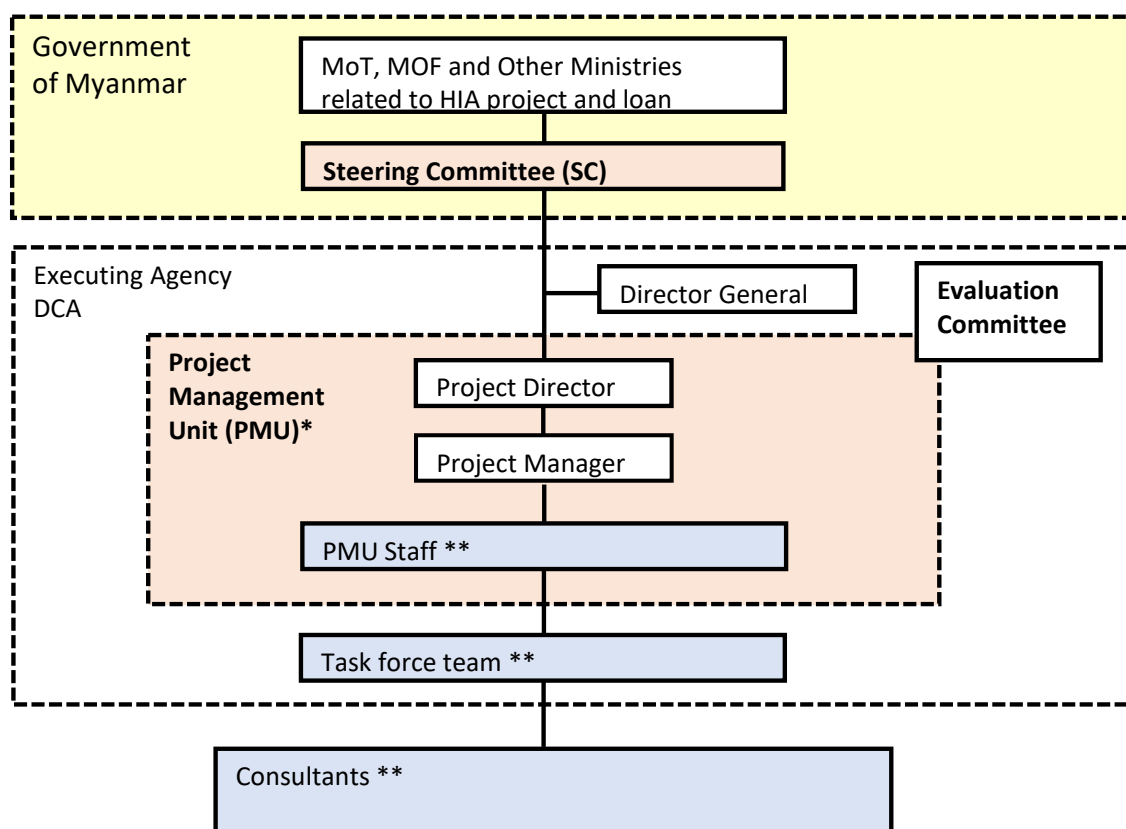 Government
of Myanmar
MoT, MOF and Other Ministries
related to HIA project and loan
Steering Committee (SC)
Executing Agency
DCA
Director General
Evaluation
Committee
Project
Management
Unit (PMU)*
Project Director
Project Manager
PMU Staff **
Task force team **
Consultants **